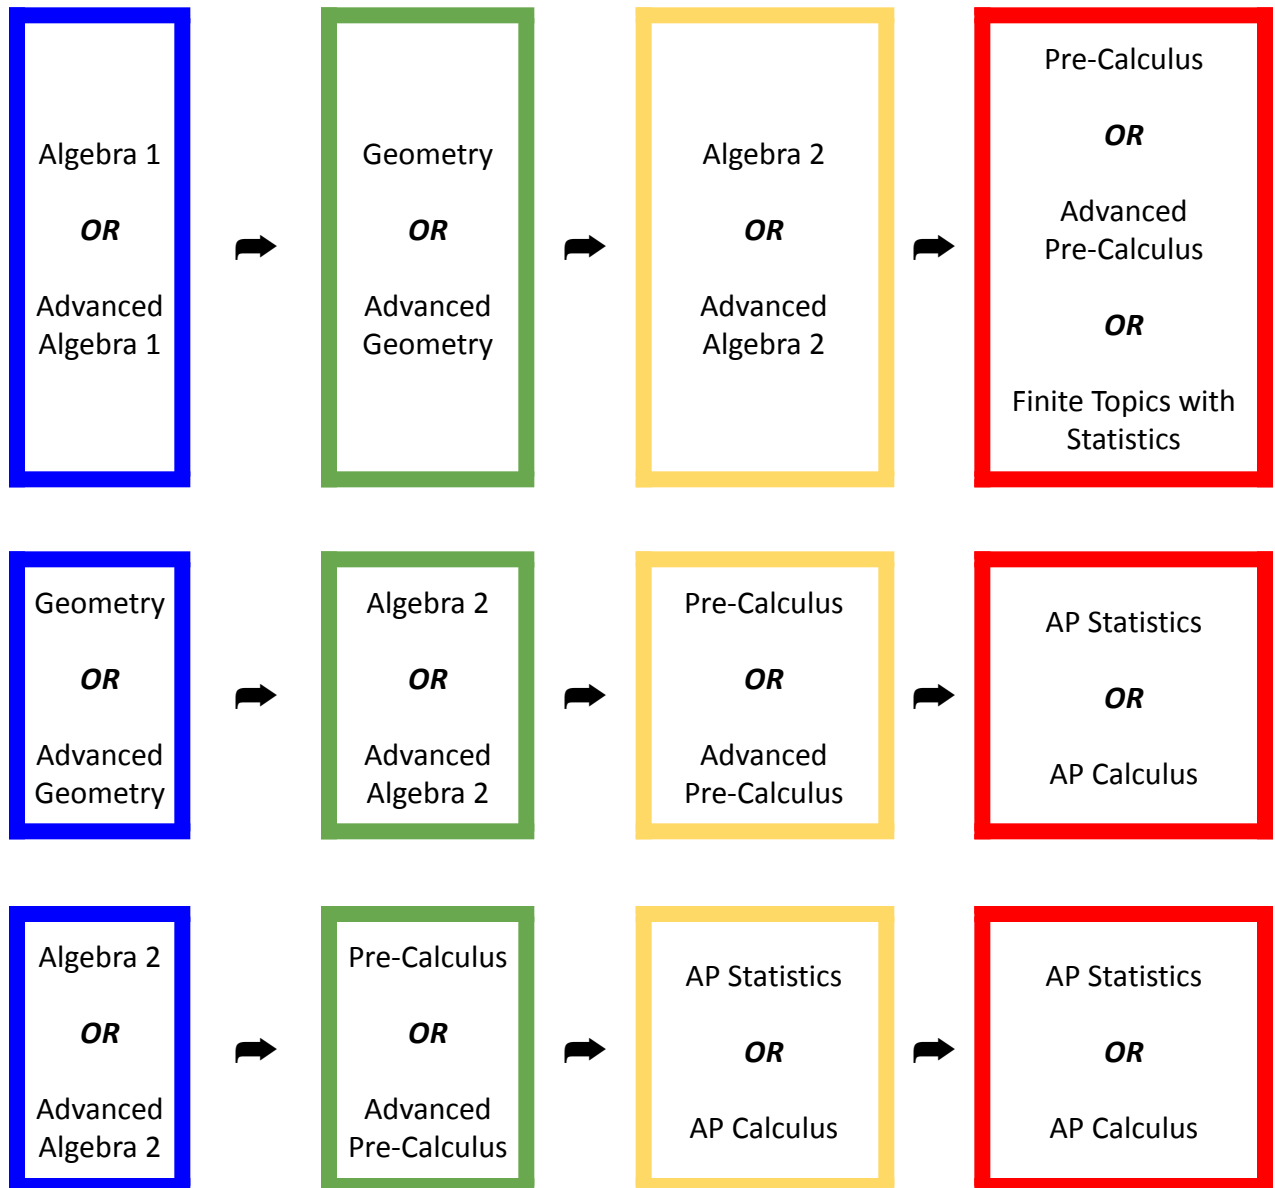 Algebra 1
OR
Advanced
Algebra 1
Geometry
OR
Advanced
Geometry
Algebra 2
OR
Advanced
Algebra 2
Pre-Calculus
OR
Advanced
Pre-Calculus
OR
Finite Topics with
Statistics
Geometry
OR
Advanced
Geometry
Algebra 2
OR
Advanced
Algebra 2
Pre-Calculus
OR
Advanced
Pre-Calculus
AP Statistics
OR
AP Calculus
Algebra 2
OR
Advanced
Algebra 2
Pre-Calculus
OR
Advanced
Pre-Calculus
AP Statistics
OR
AP Calculus
AP Statistics
OR
AP Calculus